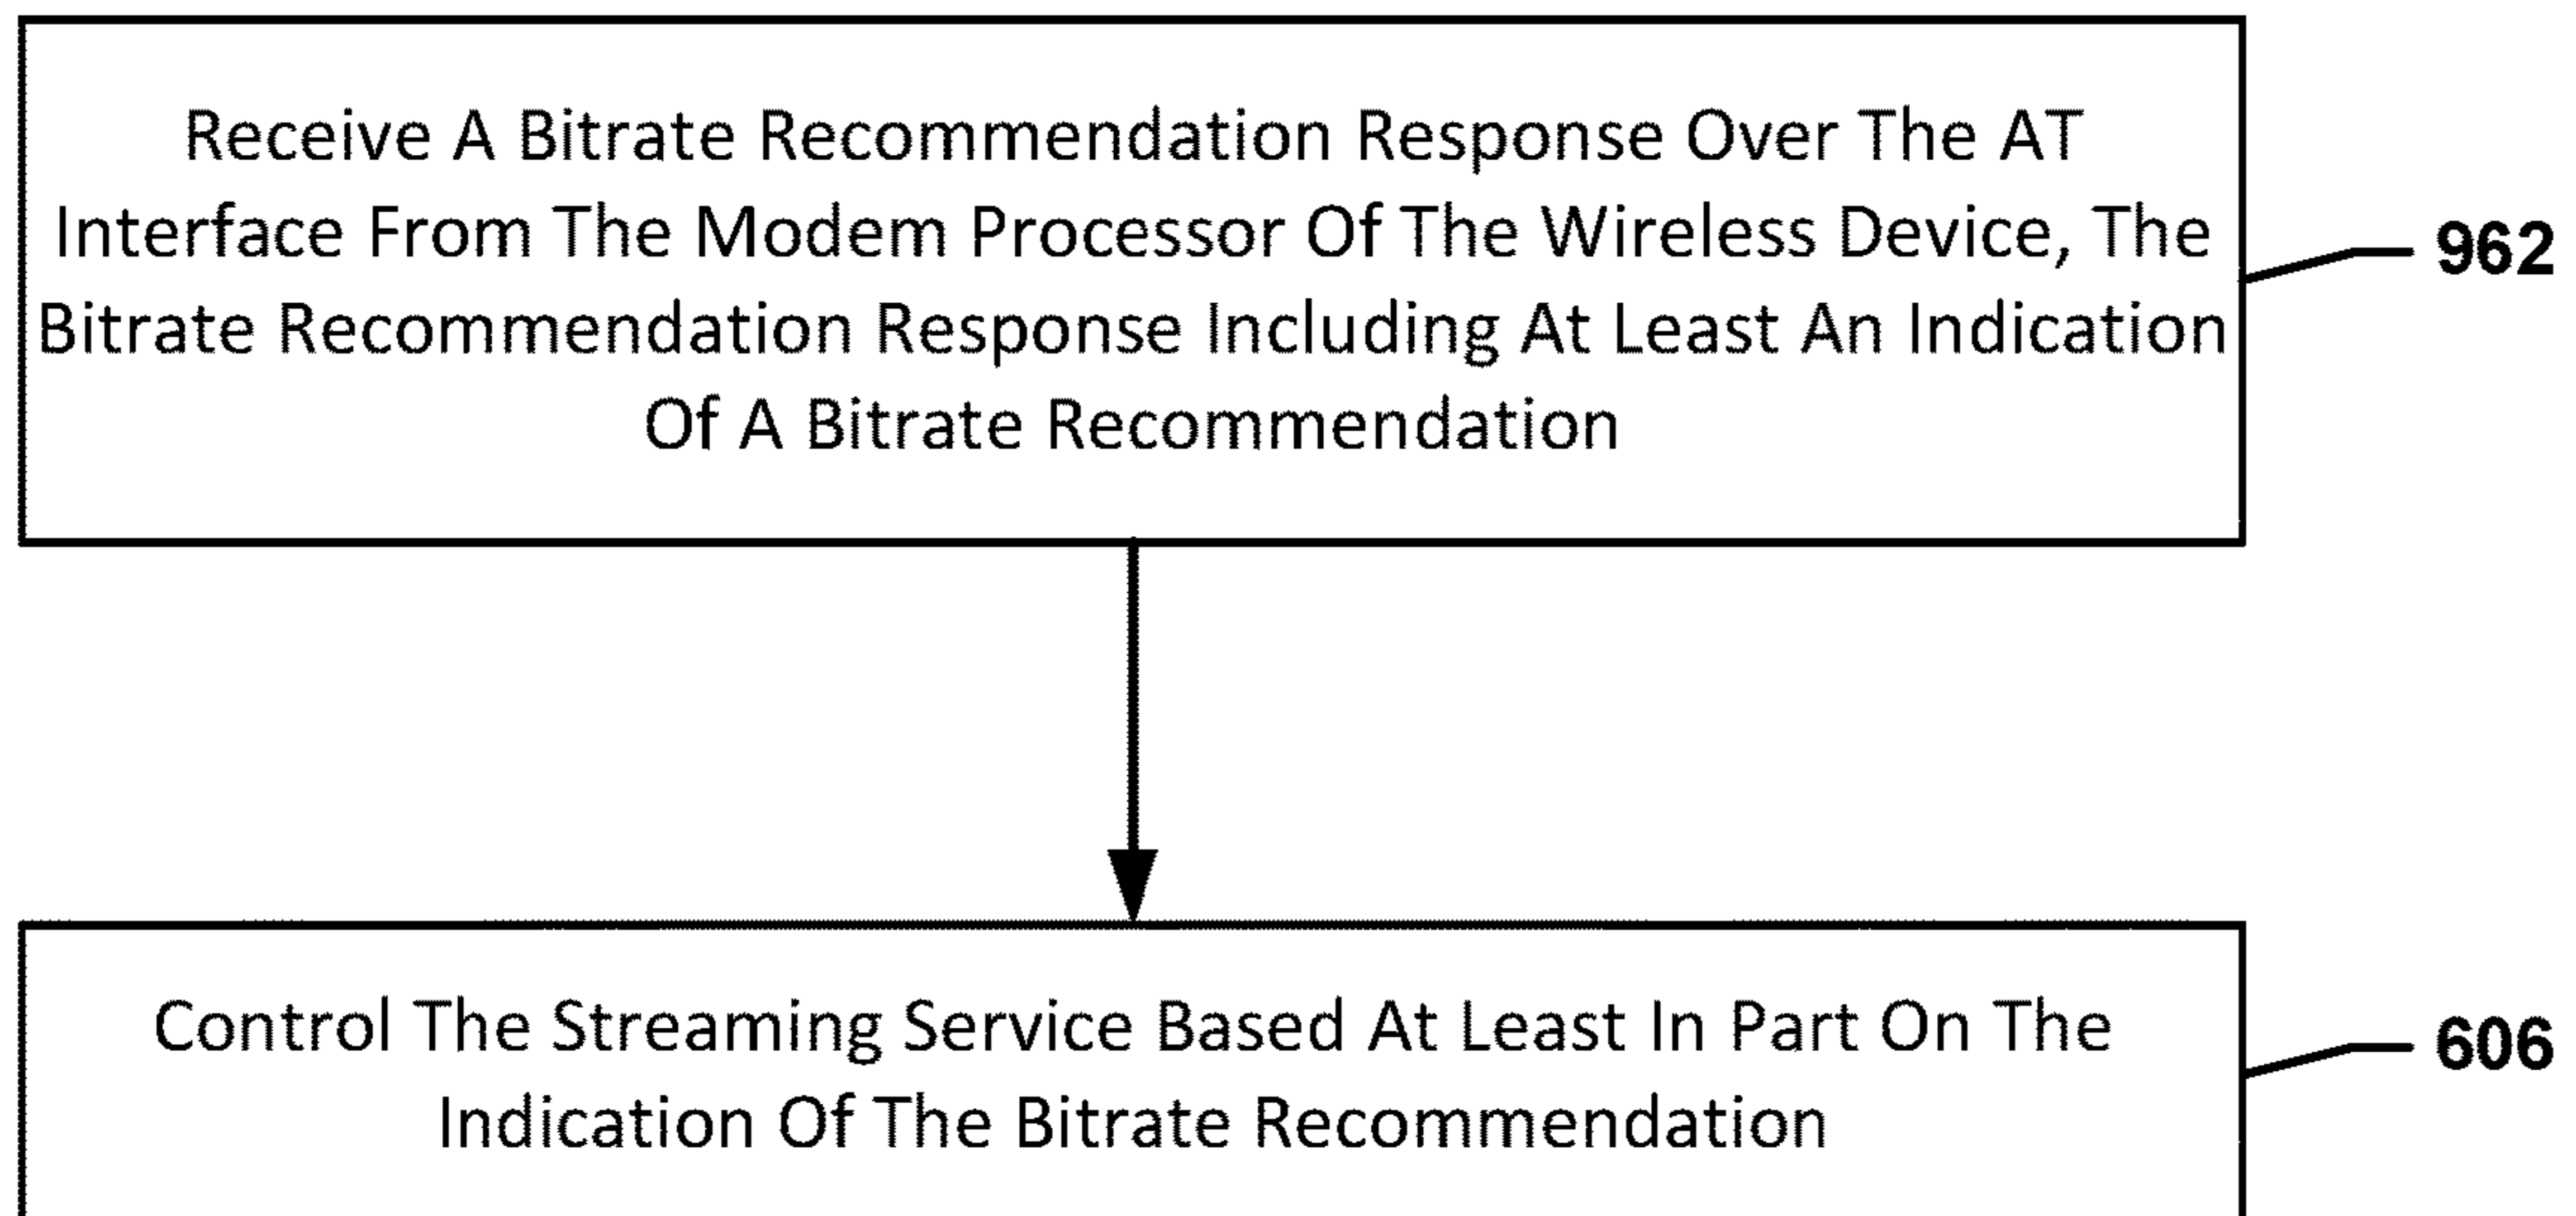 Receive A Bitrate Recommendation Response Over The AT
Interface From The Modem Processor Of The Wireless Device, The
Bitrate Recommendation Response Including At Least An Indication
Of A Bitrate Recommendation
962
Control The Streaming Service Based At Least In Part On The
Indication Of The Bitrate Recommendation
606